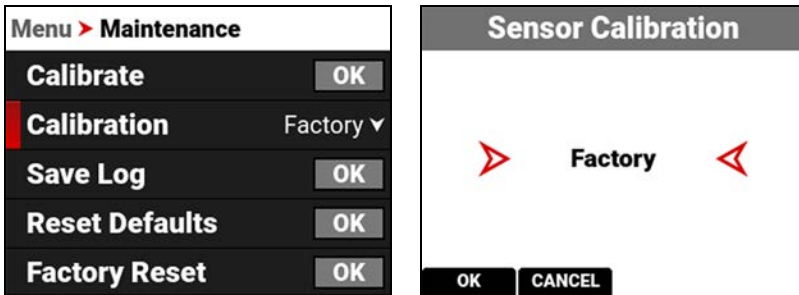 Menu > Maintenance
Calibrate OK
Calibration Factory
Save Log OK
Reset Defaults OK
Factory Reset OK
Sensor Calibration
Factory
OK CANCEL